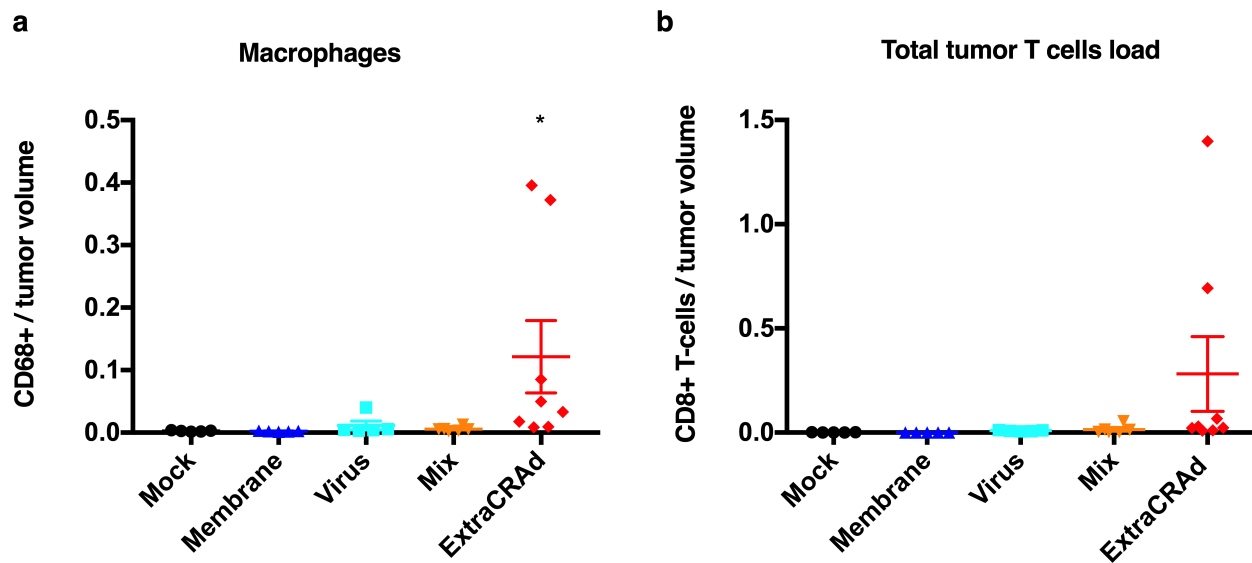 a
Macrophages
CD68+ / tumor volume
0.5
0.4
0.3
0.2
0.1
0.0
*
Mock
Membrane
Virus
Mix
ExtraCRAd
b
Total tumor T cells load
CD8+ T-cells / tumor volume
1.5
1.0
0.5
0.0
Mock
Membrane
Virus
Mix
ExtraCRAd